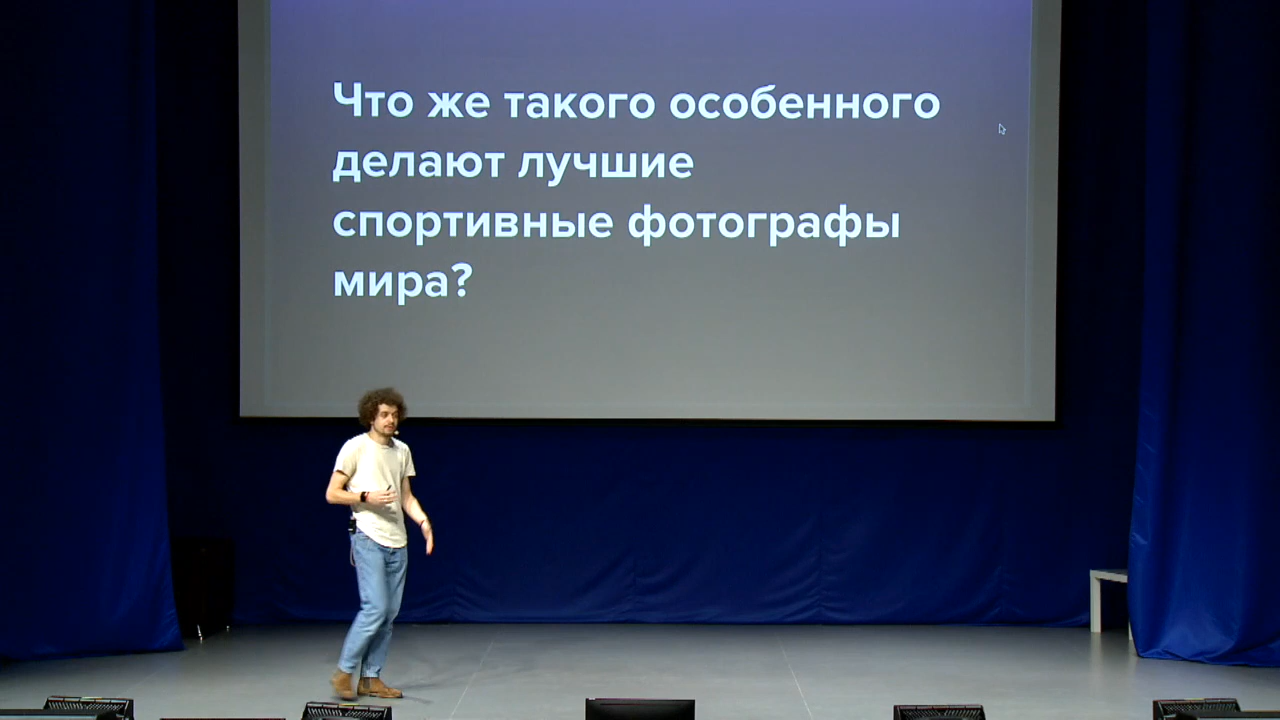 Что же такого особенного
делают лучшие
спортивные фотографы
мира?